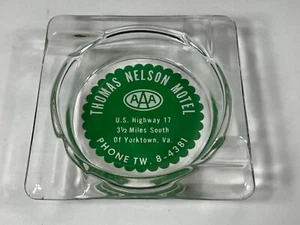 THOMAS NELSON MOTEL
AAA
U.S. Highway 17
3½ Miles South
Of Yorktown, Va.
PHONE TW. 8-4381